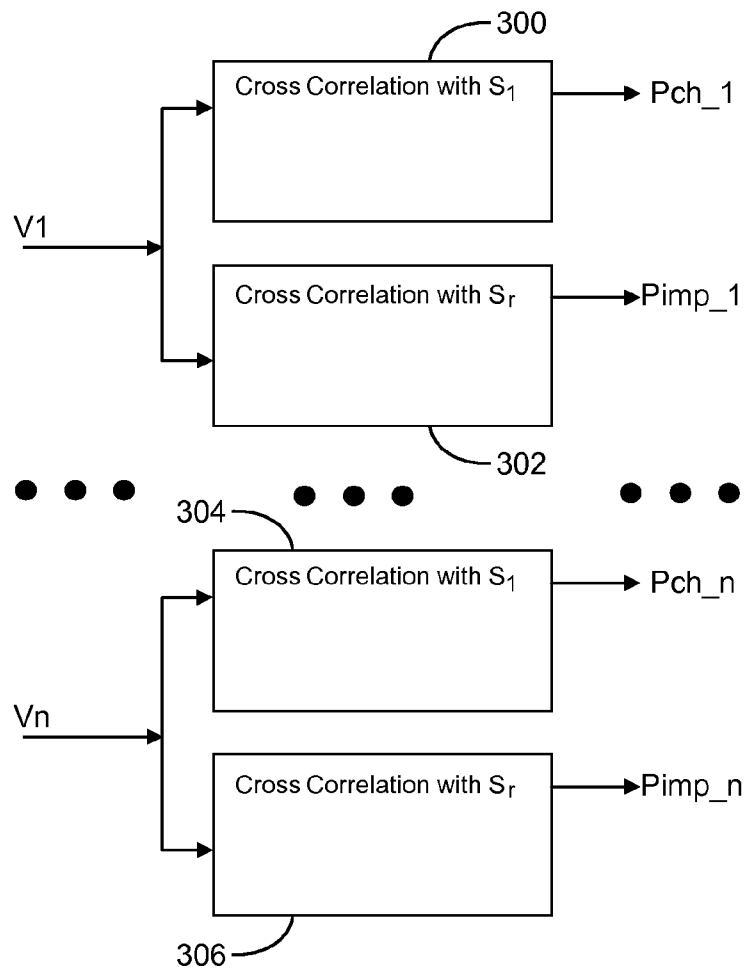 300
Cross Correlation with S1
Pch_1
V1
Cross Correlation with Sr
Pimp_1
302
304
Cross Correlation with S1
Pch_n
Vn
Cross Correlation with Sr
Pimp_n
306